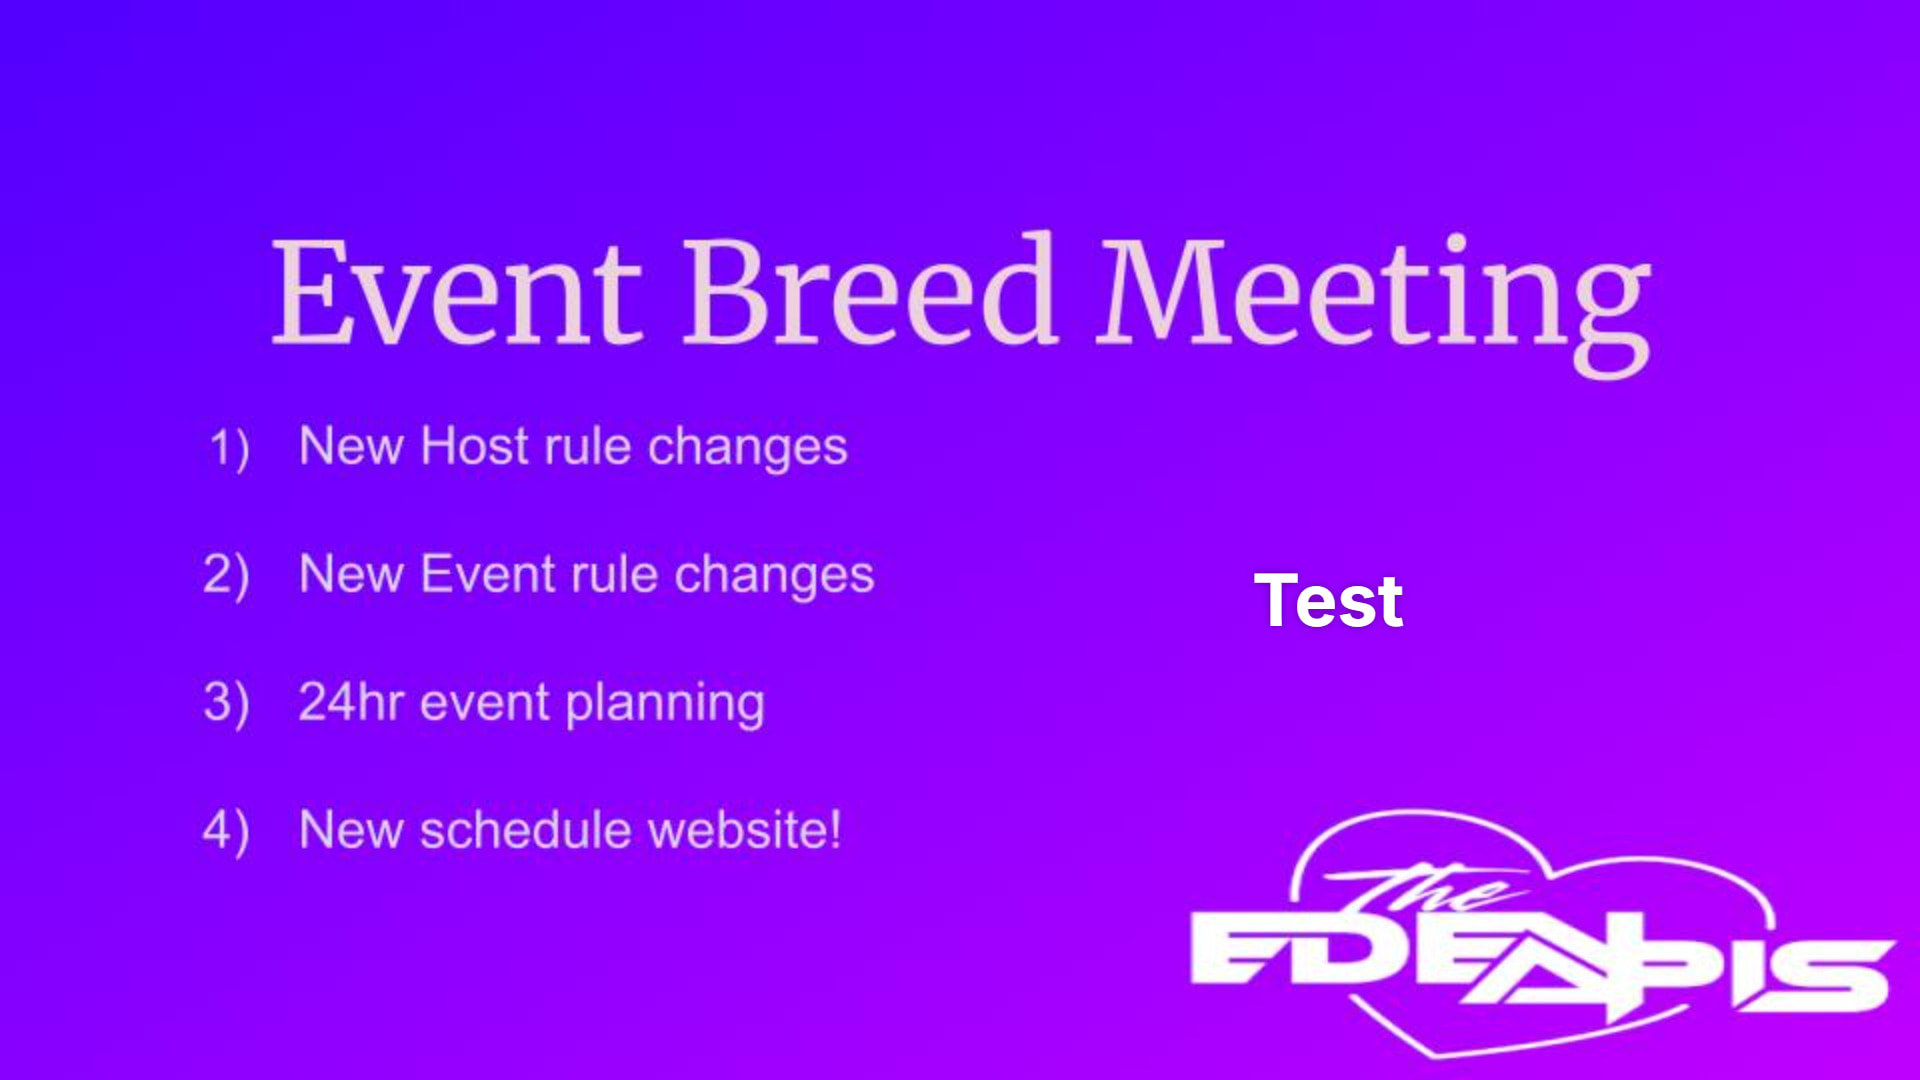 Event Breed Meeting
1) New Host rule changes
2) New Event rule changes
3) 24hr event planning
4) New schedule website!
Test
The
EDENAPIS